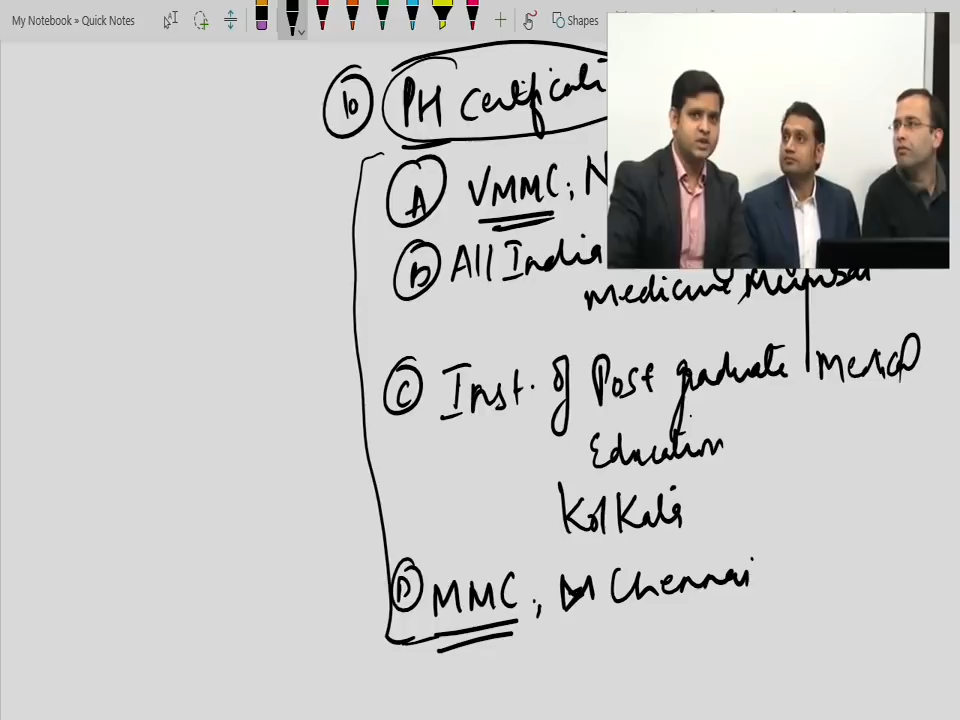 My Notebook » Quick Notes
Shapes
10 PH Certificati
A VMMC, N
B All India
Medicine, Mumbai
C Inst. of Post graduate Medical
Education
Kolkata
D MMC, Chennai